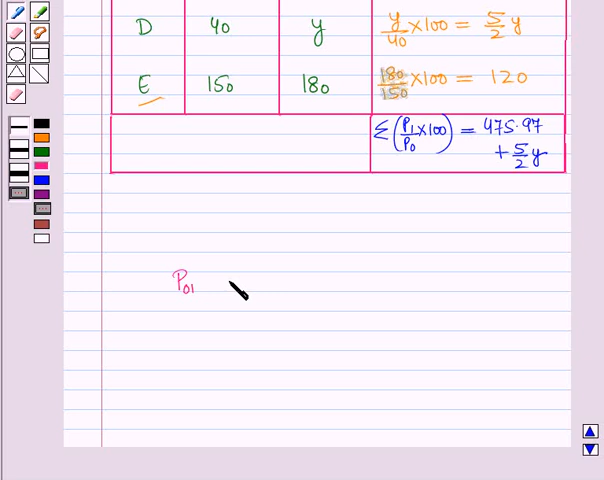 D 40 y y/40 ×100 = 5/2 y
E 150 180 180/150 ×100 = 120
Σ(P₁/P₀ ×100) = 475.97
+ 5/2 y
P₀₁